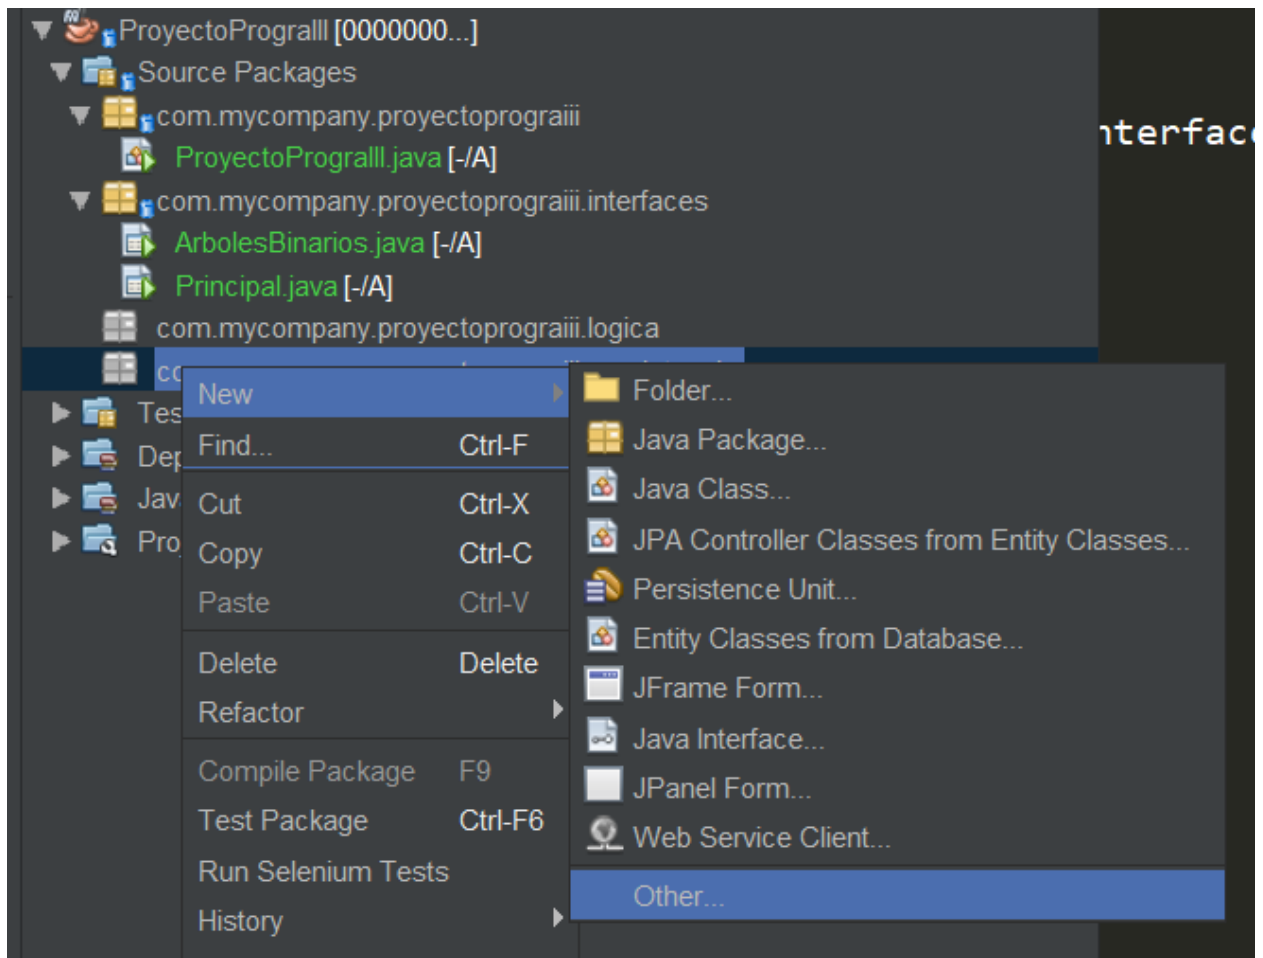 ProyectoPrograIII [0000000...]
Source Packages
com.mycompany.proyectoprograiii
ProyectoPrograIII.java [-/A]
com.mycompany.proyectoprograiii.interfaces
ArbolesBinarios.java [-/A]
Principal.java [-/A]
com.mycompany.proyectoprograiii.logica
New
Find... Ctrl-F
Cut Ctrl-X
Copy Ctrl-C
Paste Ctrl-V
Delete Delete
Refactor
Compile Package F9
Test Package Ctrl-F6
Run Selenium Tests
History
Folder...
Java Package...
Java Class...
JPA Controller Classes from Entity Classes...
Persistence Unit...
Entity Classes from Database...
JFrame Form...
Java Interface...
JPanel Form...
Web Service Client...
Other...